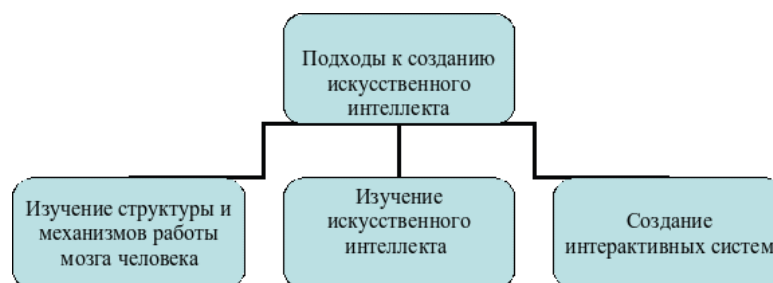 Подходы к созданию
искусственного
интеллекта
Изучение структуры и
механизмов работы
мозга человека
Изучение
искусственного
интеллекта
Создание
интерактивных систем